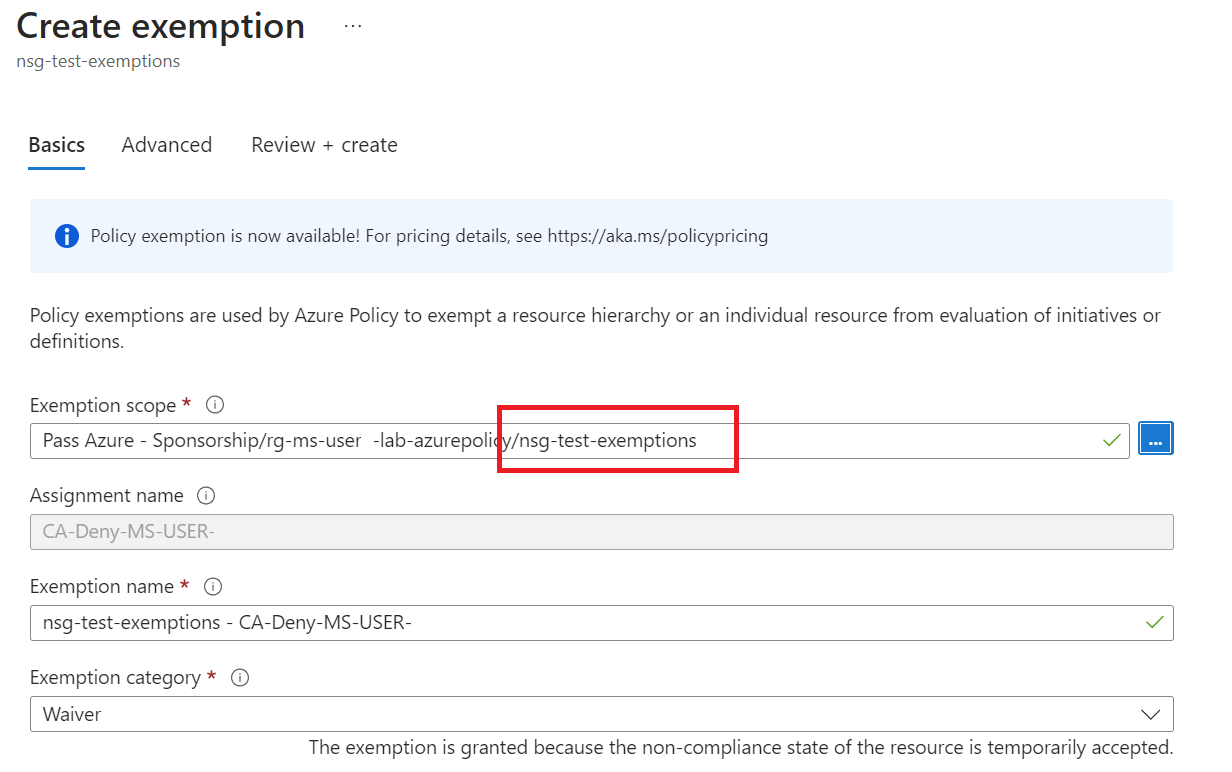 Create exemption ...
nsg-test-exemptions
Basics Advanced Review + create
Policy exemption is now available! For pricing details, see https://aka.ms/policypricing
Policy exemptions are used by Azure Policy to exempt a resource hierarchy or an individual resource from evaluation of initiatives or
definitions.
Exemption scope *
Pass Azure - Sponsorship/rg-ms-user -lab-azurepolicy/nsg-test-exemptions
...
Assignment name
CA-Deny-MS-USER-
Exemption name *
nsg-test-exemptions - CA-Deny-MS-USER-
Exemption category *
Waiver
The exemption is granted because the non-compliance state of the resource is temporarily accepted.